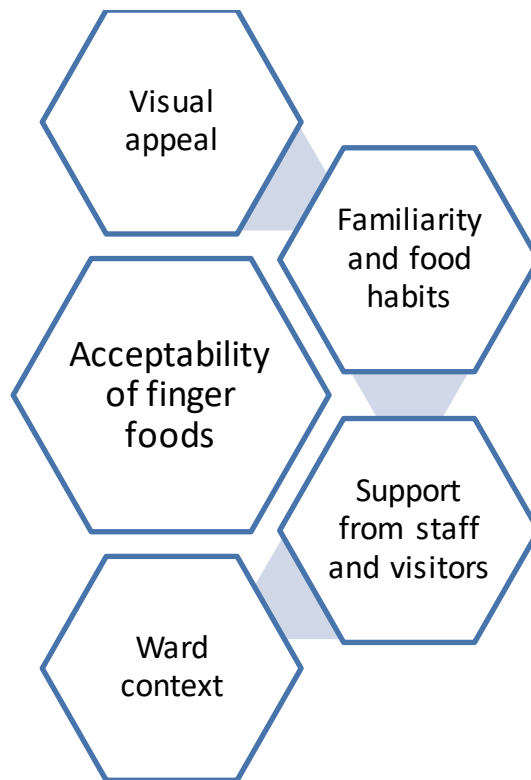 Visual
appeal
Familiarity
and food
habits
Acceptability
of finger
foods
Support
from staff
and visitors
Ward
context